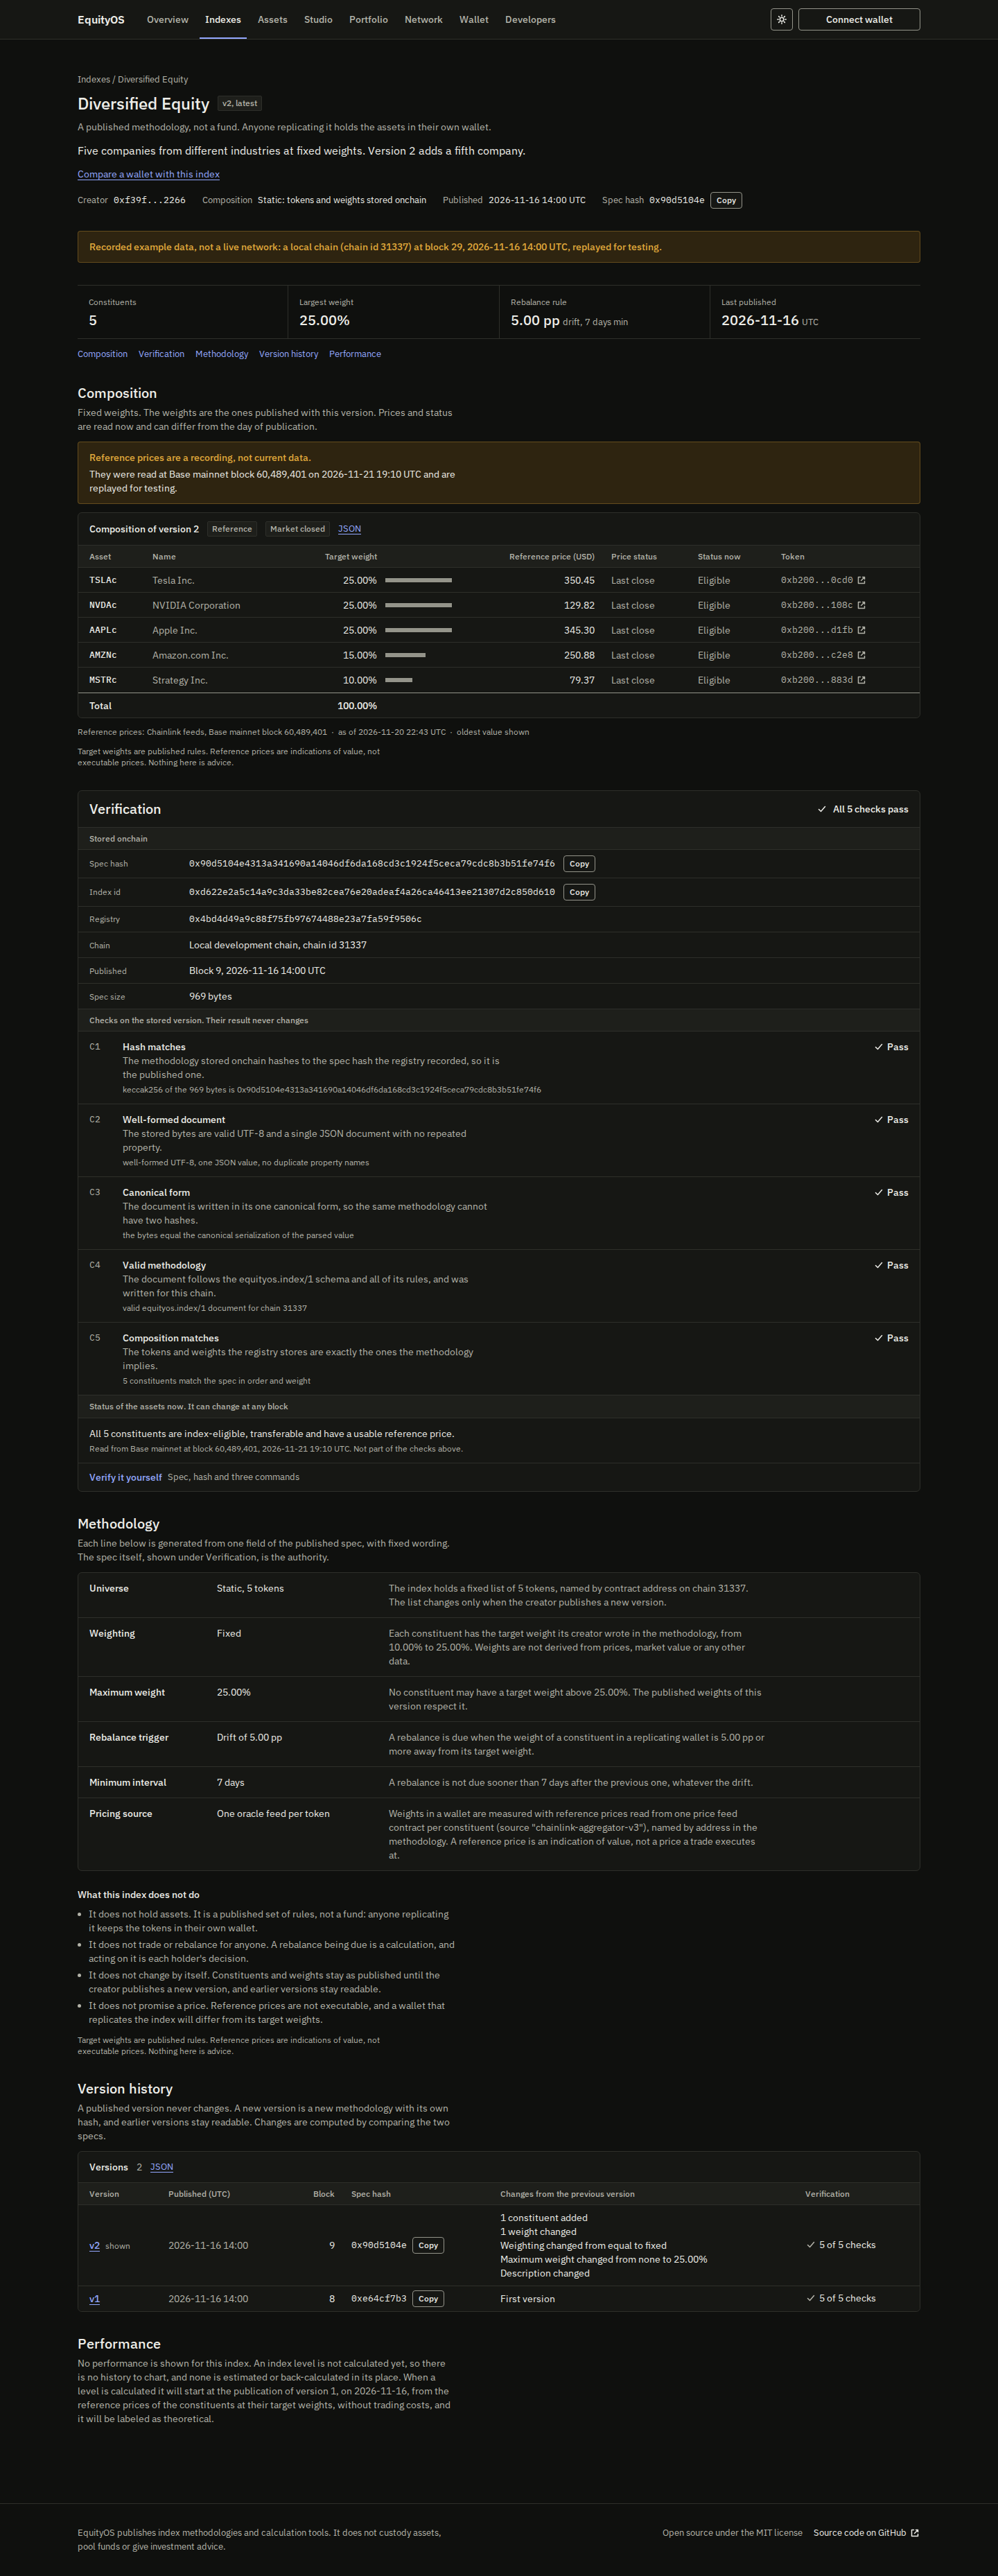 EquityOS Overview Indexes Assets Studio Portfolio Network Wallet Developers Connect wallet
Indexes / Diversified Equity
Diversified Equity v2, latest
A published methodology, not a fund. Anyone replicating it holds the assets in their own wallet.
Five companies from different industries at fixed weights. Version 2 adds a fifth company.
Compare a wallet with this index
Creator 0xf39f...2266 Composition Static: tokens and weights stored onchain Published 2026-11-16 14:00 UTC Spec hash 0x90d5104e Copy
Recorded example data, not a live network: a local chain (chain id 31337) at block 29, 2026-11-16 14:00 UTC, replayed for testing.
Constituents Largest weight Rebalance rule Last published
5 25.00% 5.00 pp drift, 7 days min 2026-11-16 UTC
Composition Verification Methodology Version history Performance
Composition
Fixed weights. The weights are the ones published with this version. Prices and status
are read now and can differ from the day of publication.
Reference prices are a recording, not current data.
They were read at Base mainnet block 60,489,401 on 2026-11-21 19:10 UTC and are
replayed for testing.
Composition of version 2 Reference Market closed JSON
Asset Name Target weight Reference price (USD) Price status Status now Token
TSLAc Tesla Inc. 25.00% 350.45 Last close Eligible 0xb200...0cd0
NVDAc NVIDIA Corporation 25.00% 129.82 Last close Eligible 0xb200...108c
AAPLc Apple Inc. 25.00% 345.30 Last close Eligible 0xb200...d1fb
AMZNc Amazon.com Inc. 15.00% 250.88 Last close Eligible 0xb200...c2e8
MSTRc Strategy Inc. 10.00% 79.37 Last close Eligible 0xb200...883d
Total 100.00%
Reference prices: Chainlink feeds, Base mainnet block 60,489,401 · as of 2026-11-20 22:43 UTC · oldest value shown
Target weights are published rules. Reference prices are indications of value, not
executable prices. Nothing here is advice.
Verification All 5 checks pass
Stored onchain
Spec hash 0x90d5104e4313a341690a14046df6da168cd3c1924f5ceca79cdc8b3b51fe74f6 Copy
Index id 0xd622e2a5c14a9c3da33be82cea76e20adeaf4a26ca46413ee21307d2c850d610 Copy
Registry 0x4bd4d49a9c88f75fb97674488e23a7fa59f9506c
Chain Local development chain, chain id 31337
Published Block 9, 2026-11-16 14:00 UTC
Spec size 969 bytes
Checks on the stored version. Their result never changes
C1 Hash matches Pass
The methodology stored onchain hashes to the spec hash the registry recorded, so it is
the published one.
keccak256 of the 969 bytes is 0x90d5104e4313a341690a14046df6da168cd3c1924f5ceca79cdc8b3b51fe74f6
C2 Well-formed document Pass
The stored bytes are valid UTF-8 and a single JSON document with no repeated
property.
well-formed UTF-8, one JSON value, no duplicate property names
C3 Canonical form Pass
The document is written in its one canonical form, so the same methodology cannot
have two hashes.
the bytes equal the canonical serialization of the parsed value
C4 Valid methodology Pass
The document follows the equityos.index/1 schema and all of its rules, and was
written for this chain.
valid equityos.index/1 document for chain 31337
C5 Composition matches Pass
The tokens and weights the registry stores are exactly the ones the methodology
implies.
5 constituents match the spec in order and weight
Status of the assets now. It can change at any block
All 5 constituents are index-eligible, transferable and have a usable reference price.
Read from Base mainnet at block 60,489,401, 2026-11-21 19:10 UTC. Not part of the checks above.
Verify it yourself Spec, hash and three commands
Methodology
Each line below is generated from one field of the published spec, with fixed wording.
The spec itself, shown under Verification, is the authority.
Universe Static, 5 tokens The index holds a fixed list of 5 tokens, named by contract address on chain 31337.
The list changes only when the creator publishes a new version.
Weighting Fixed Each constituent has the target weight its creator wrote in the methodology, from
10.00% to 25.00%. Weights are not derived from prices, market value or any other
data.
Maximum weight 25.00% No constituent may have a target weight above 25.00%. The published weights of this
version respect it.
Rebalance trigger Drift of 5.00 pp A rebalance is due when the weight of a constituent in a replicating wallet is 5.00 pp or
more away from its target weight.
Minimum interval 7 days A rebalance is not due sooner than 7 days after the previous one, whatever the drift.
Pricing source One oracle feed per token Weights in a wallet are measured with reference prices read from one price feed
contract per constituent (source "chainlink-aggregator-v3"), named by address in the
methodology. A reference price is an indication of value, not a price a trade executes
at.
What this index does not do
• It does not hold assets. It is a published set of rules, not a fund: anyone replicating
it keeps the tokens in their own wallet.
• It does not trade or rebalance for anyone. A rebalance being due is a calculation, and
acting on it is each holder's decision.
• It does not change by itself. Constituents and weights stay as published until the
creator publishes a new version, and earlier versions stay readable.
• It does not promise a price. Reference prices are not executable, and a wallet that
replicates the index will differ from its target weights.
Target weights are published rules. Reference prices are indications of value, not
executable prices. Nothing here is advice.
Version history
A published version never changes. A new version is a new methodology with its own
hash, and earlier versions stay readable. Changes are computed by comparing the two
specs.
Versions 2 JSON
Version Published (UTC) Block Spec hash Changes from the previous version Verification
1 constituent added
1 weight changed
v2 shown 2026-11-16 14:00 9 0x90d5104e Copy Weighting changed from equal to fixed 5 of 5 checks
Maximum weight changed from none to 25.00%
Description changed
v1 2026-11-16 14:00 8 0xe64cf7b3 Copy First version 5 of 5 checks
Performance
No performance is shown for this index. An index level is not calculated yet, so there
is no history to chart, and none is estimated or back-calculated in its place. When a
level is calculated it will start at the publication of version 1, on 2026-11-16, from the
reference prices of the constituents at their target weights, without trading costs, and
it will be labeled as theoretical.
EquityOS publishes index methodologies and calculation tools. It does not custody assets,
pool funds or give investment advice.
Open source under the MIT license Source code on GitHub